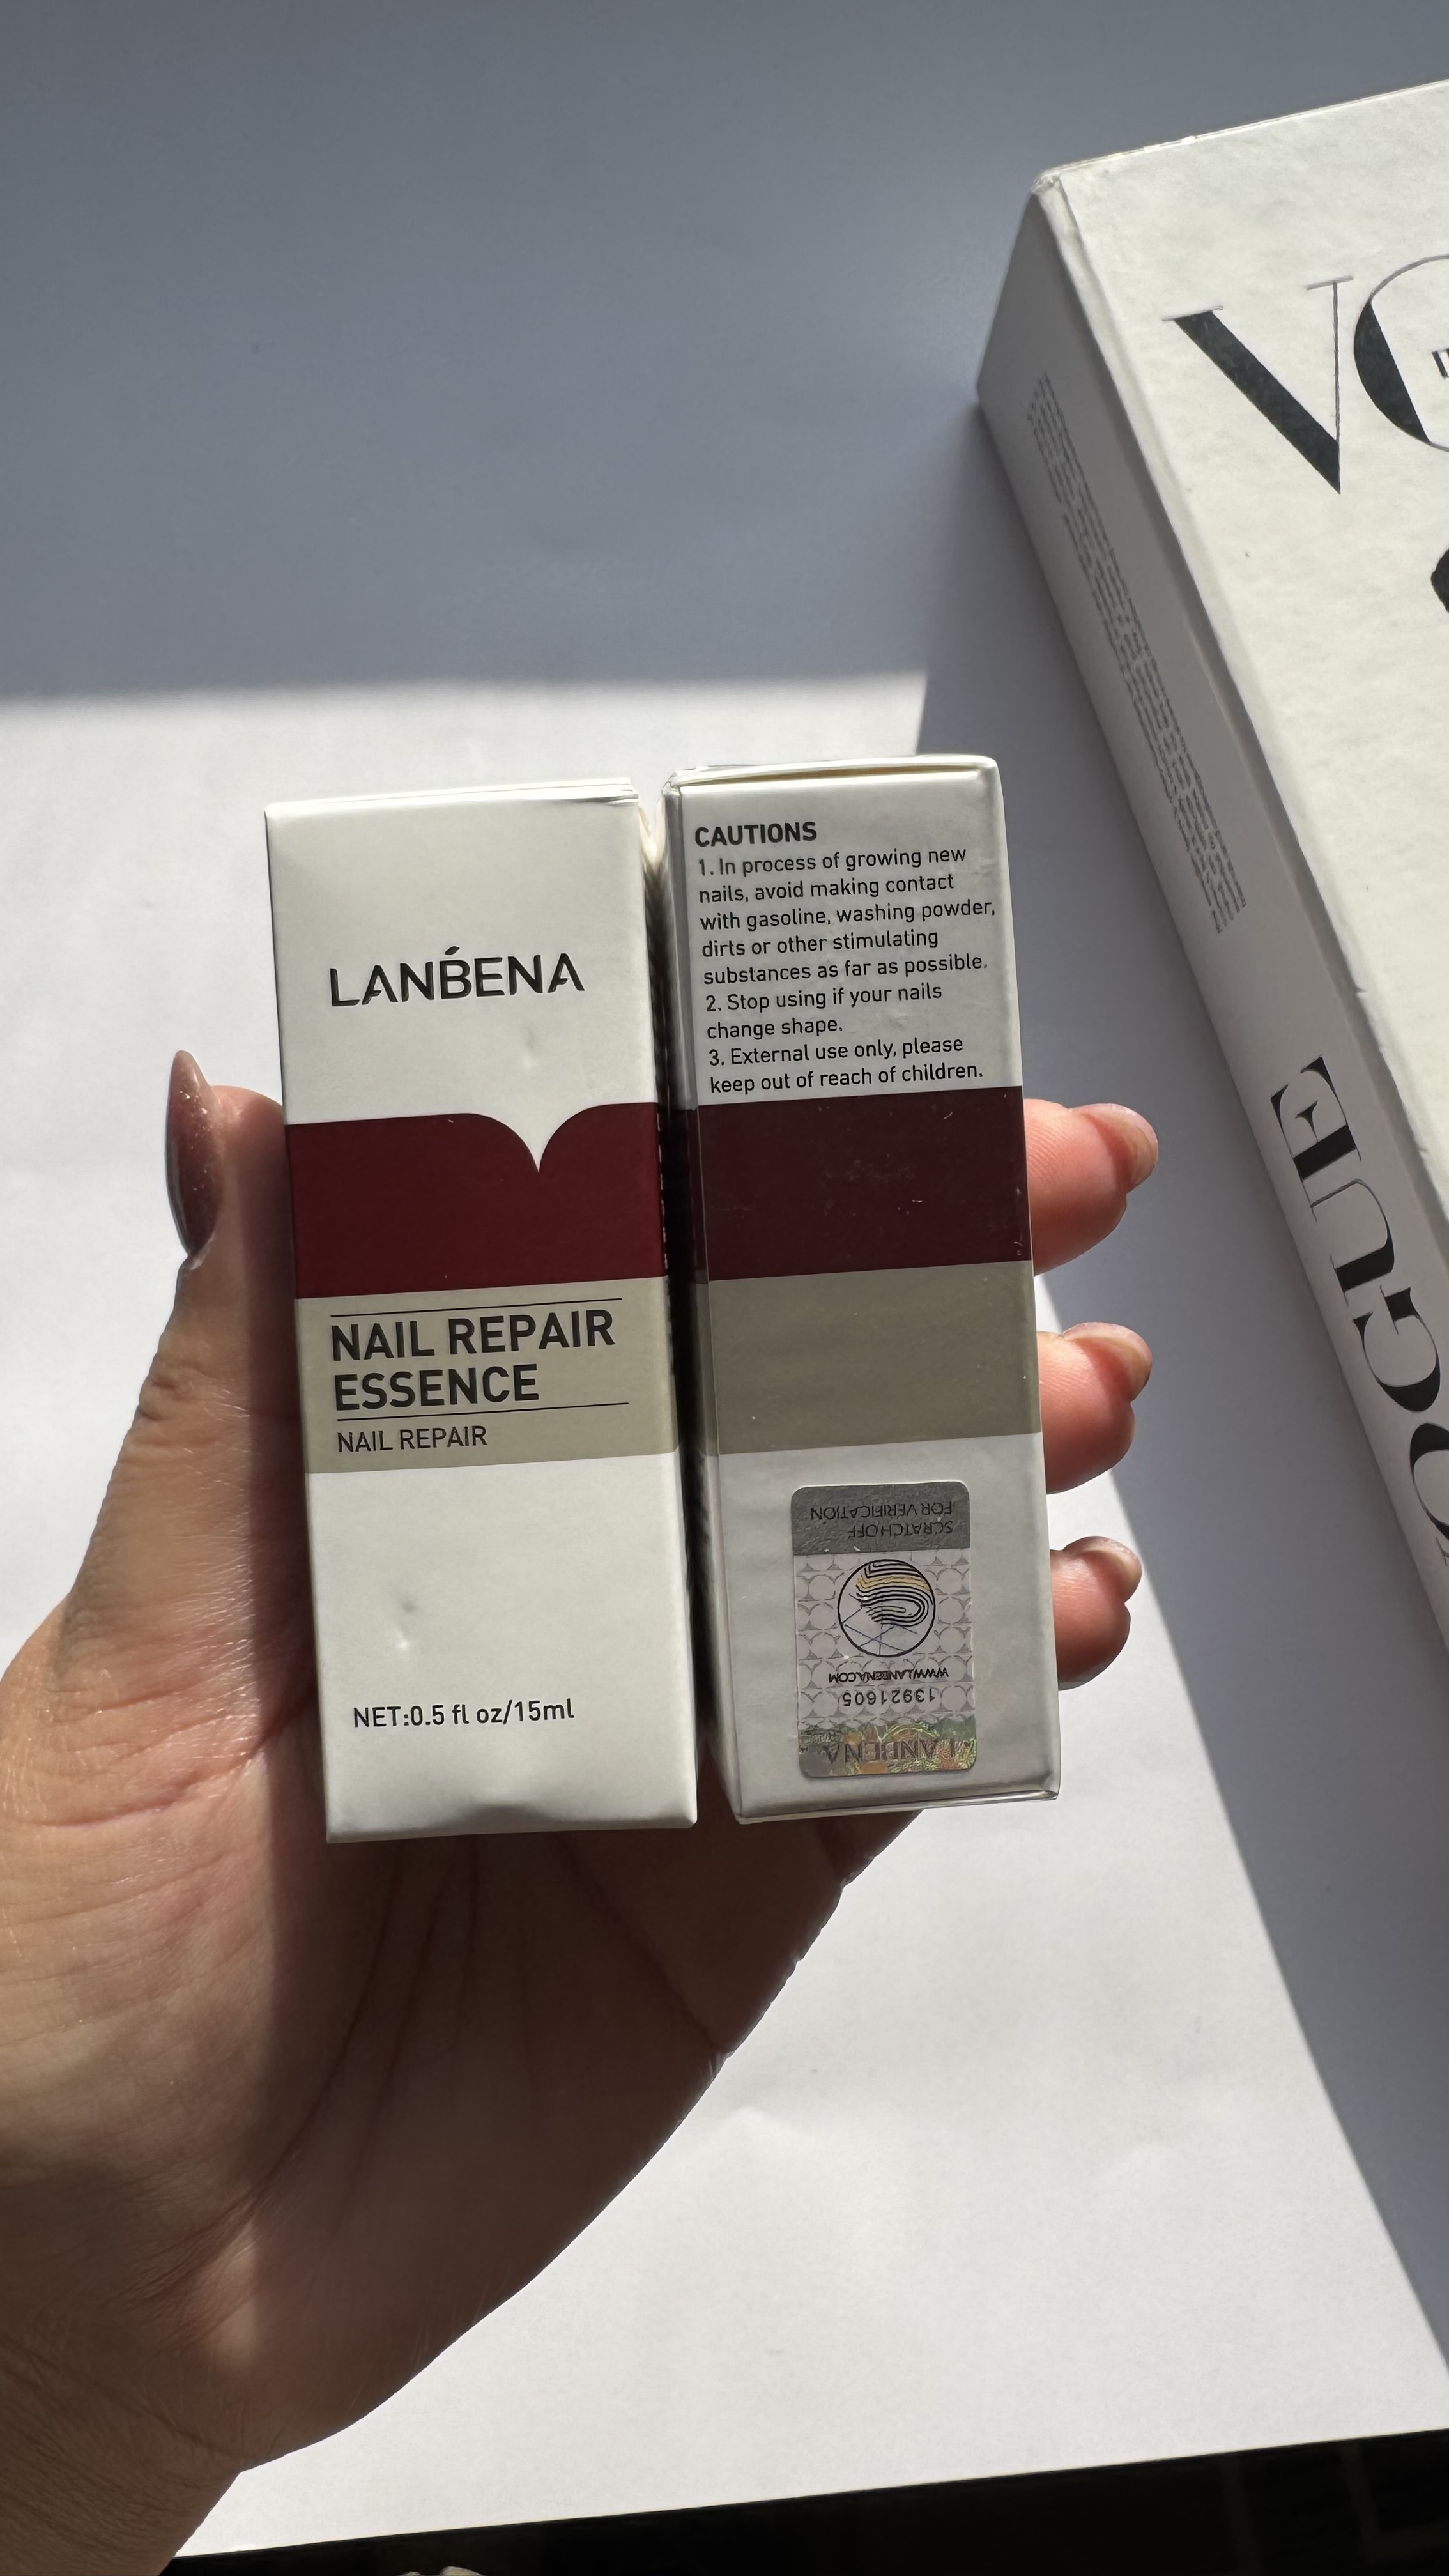 LANBENA
NAIL REPAIR
ESSENCE
NAIL REPAIR
NET:0.5 fl oz/15ml
CAUTIONS
1. In process of growing new
nails, avoid making contact
with gasoline, washing powder,
dirts or other stimulating
substances as far as possible.
2. Stop using if your nails
change shape.
3. External use only, please
keep out of reach of children.
LANBENA
13921605
WWW.LANBENA.COM
SCRATCH OFF
FOR VERIFICATION
VO
OGUE